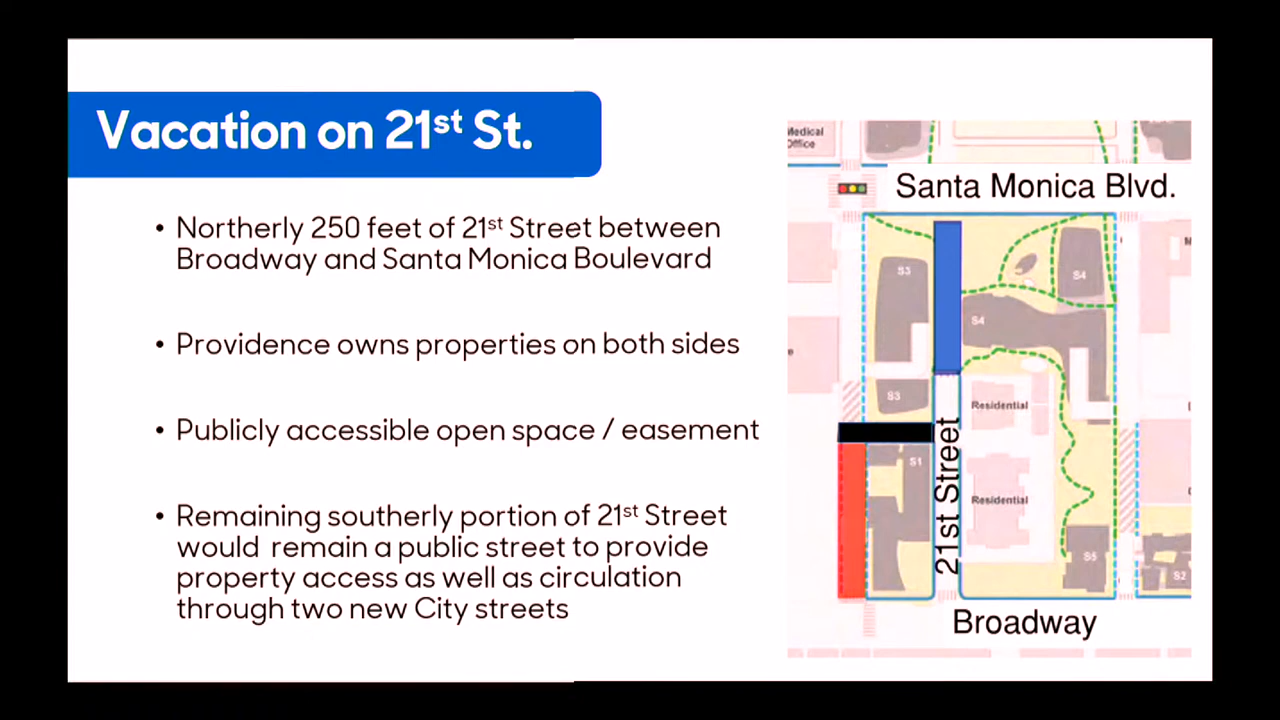 Vacation on 21st St.
• Northerly 250 feet of 21st Street between
Broadway and Santa Monica Boulevard
• Providence owns properties on both sides
• Publicly accessible open space / easement
• Remaining southerly portion of 21st Street
would remain a public street to provide
property access as well as circulation
through two new City streets
Medical
Office
Santa Monica Blvd.
S3
S4
S4
S3
Residential
S1
21st Street
Residential
S5
S2
Broadway